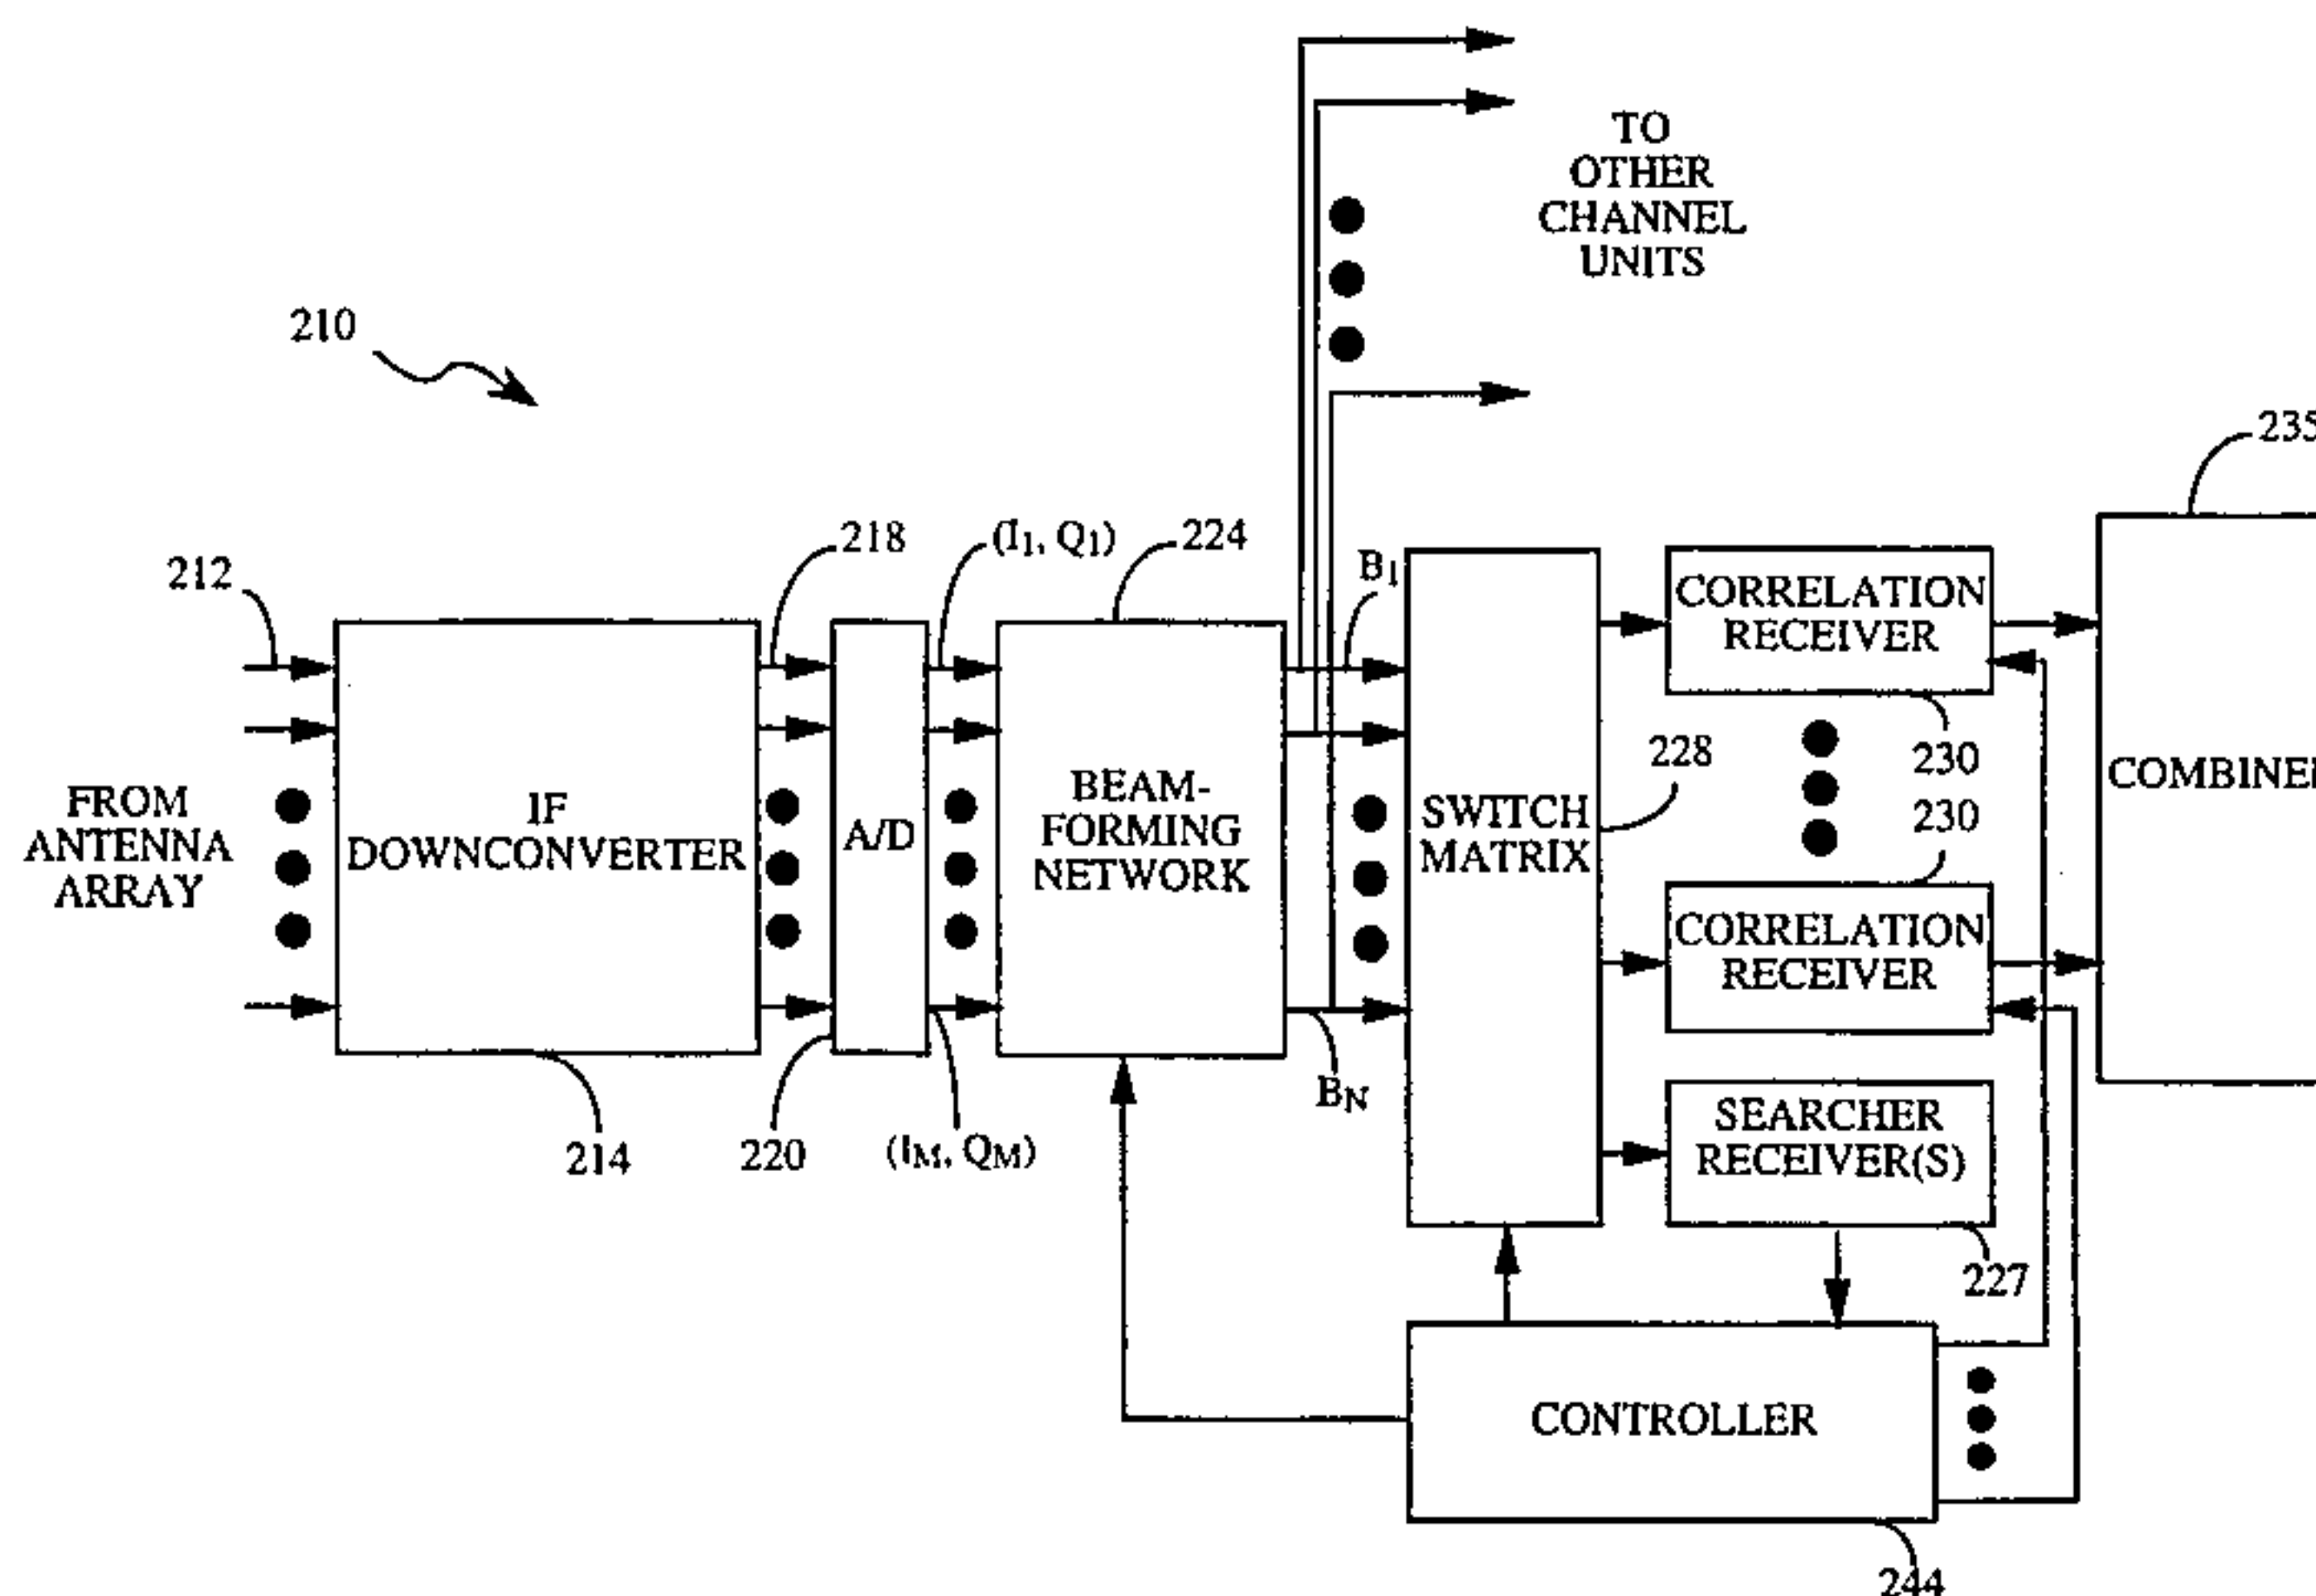 TO
OTHER
CHANNEL
UNITS
210
235
212
218
(I1, Q1)
224
B1
FROM
ANTENNA
ARRAY
IF
DOWNCONVERTER
A/D
BEAM-
FORMING
NETWORK
SWITCH
MATRIX
228
CORRELATION
RECEIVER
230
230
CORRELATION
RECEIVER
COMBINE
SEARCHER
RECEIVER(S)
227
214
220
(IM, QM)
BN
CONTROLLER
244